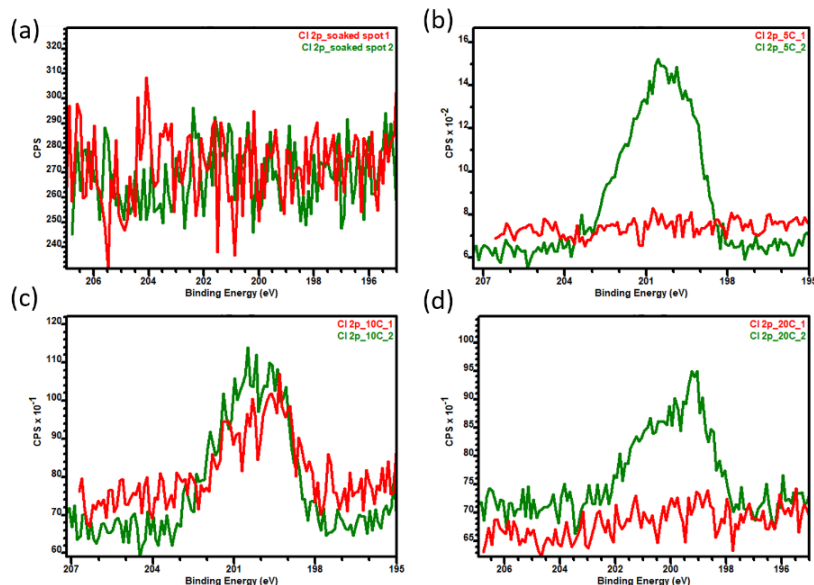 (a)
Cl 2p_soaked spot 1
Cl 2p_soaked spot 2
320
310
300
290
280
270
260
250
240
CPS
206
204
202
200
198
196
Binding Energy (eV)
(b)
Cl 2p_5C_1
Cl 2p_5C_2
16
14
12
10
8
6
CPS x 10⁻²
207
204
201
198
195
Binding Energy (eV)
(c)
Cl 2p_10C_1
Cl 2p_10C_2
120
110
100
90
80
70
60
CPS x 10⁻¹
207
204
201
198
195
Binding Energy (eV)
(d)
Cl 2p_20C_1
Cl 2p_20C_2
100
95
90
85
80
75
70
65
CPS x 10⁻¹
206
204
202
200
198
196
Binding Energy (eV)